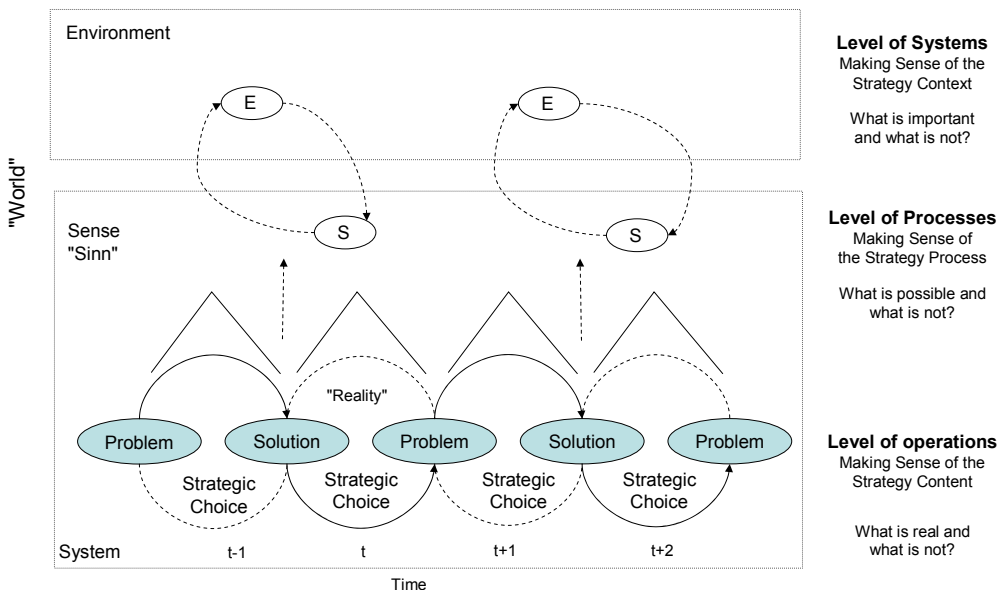 Environment
E
E
"World"
Sense
"Sinn"
S
S
"Reality"
Problem
Solution
Problem
Solution
Problem
Strategic
Choice
Strategic
Choice
Strategic
Choice
Strategic
Choice
System
t-1
t
t+1
t+2
Time
Level of Systems
Making Sense of the
Strategy Context
What is important
and what is not?
Level of Processes
Making Sense of
the Strategy Process
What is possible and
what is not?
Level of operations
Making Sense of the
Strategy Content
What is real and
what is not?